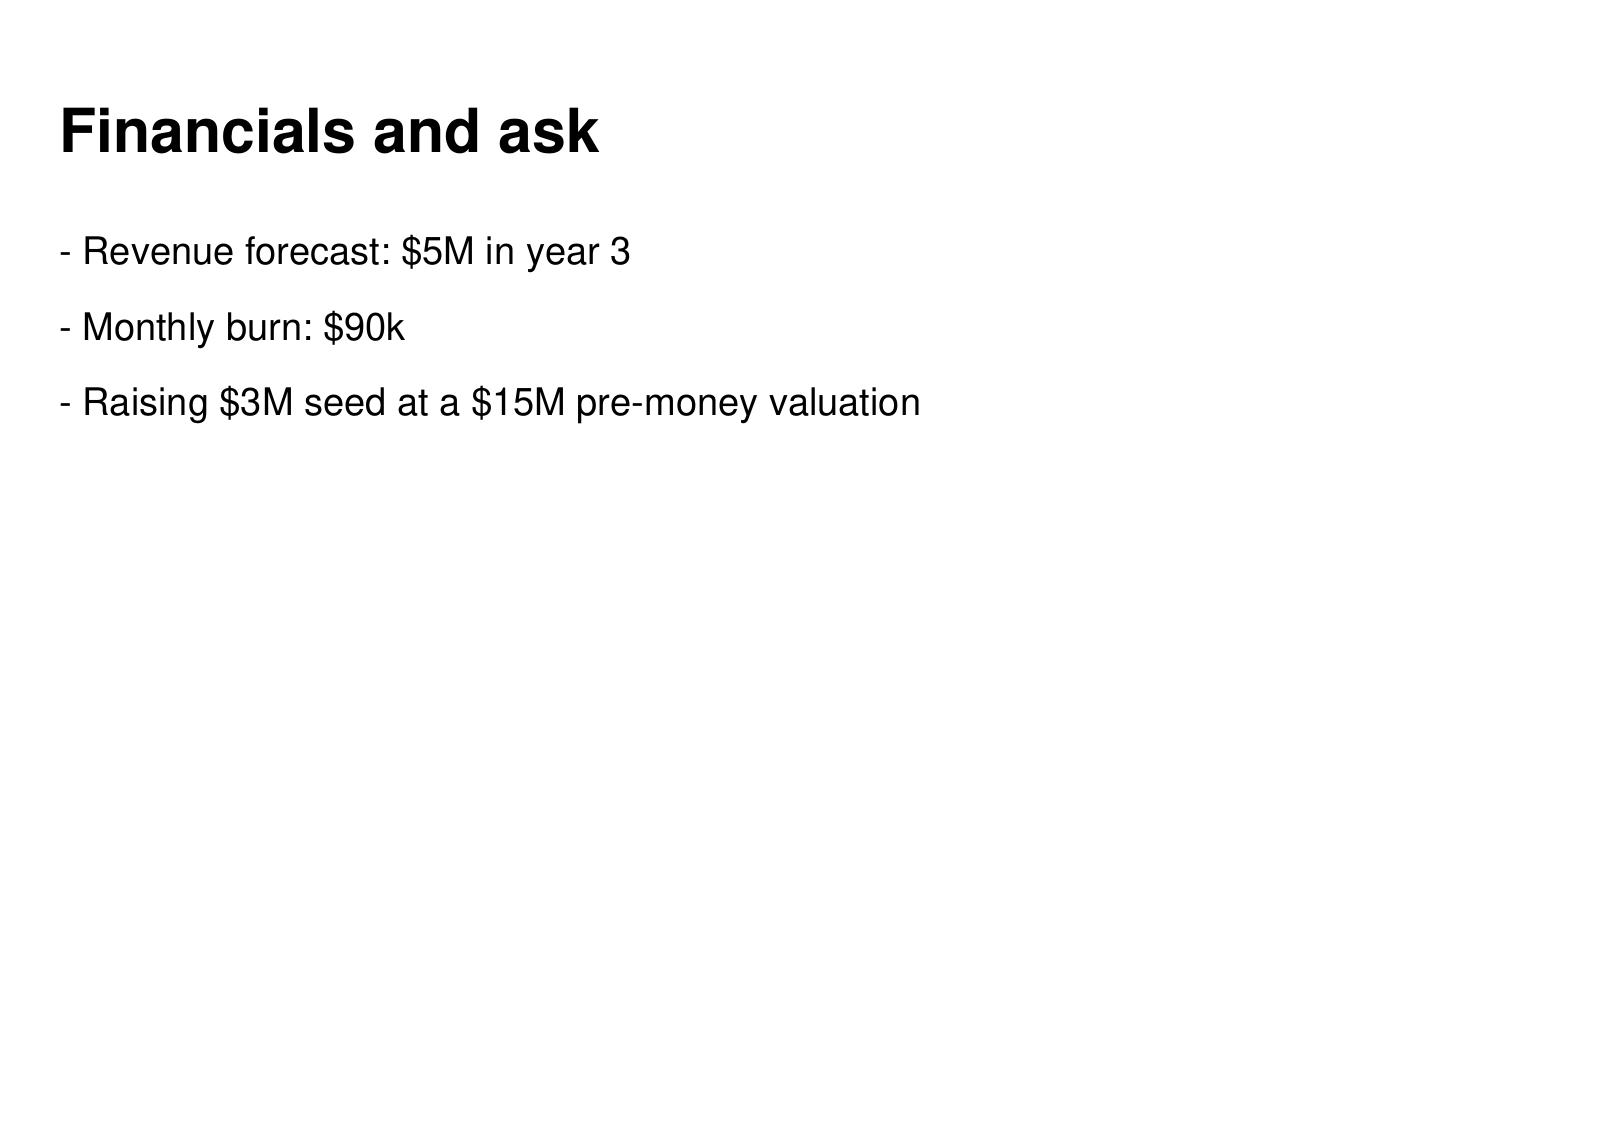 Financials and ask
- Revenue forecast: $5M in year 3
- Monthly burn: $90k
- Raising $3M seed at a $15M pre-money valuation